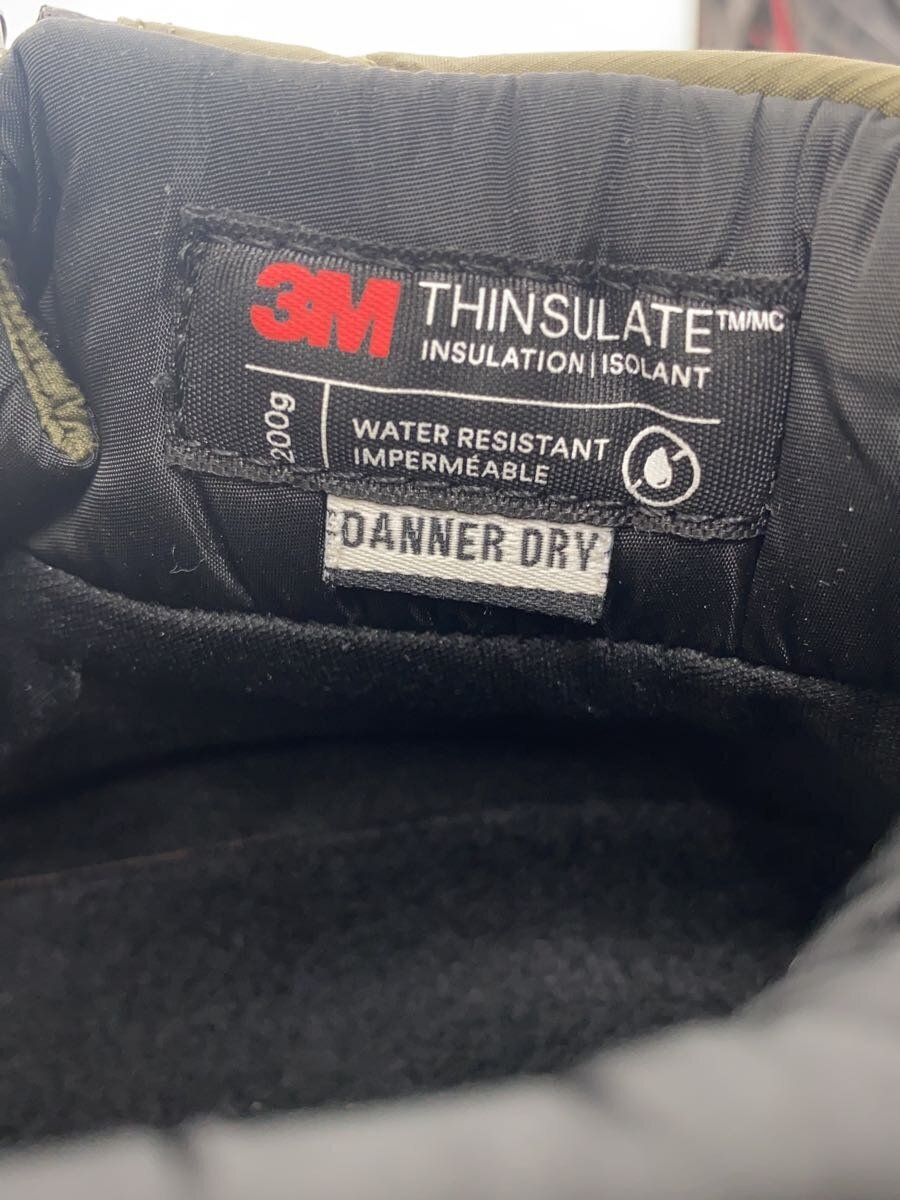 3M THINSULATE™/MC
INSULATION | ISOLANT
200g
WATER RESISTANT
IMPERMÉABLE
DANNER DRY